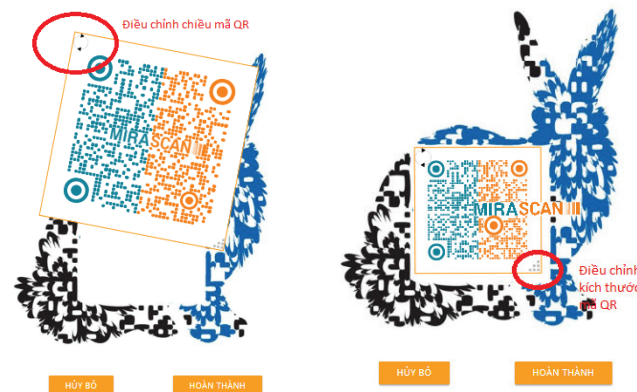 Điều chỉnh chiều mã QR
MIRASCAN
HỦY BỎ
HOÀN THÀNH
MIRASCAN
Điều chỉnh
kích thước
mã QR
HỦY BỎ
HOÀN THÀNH